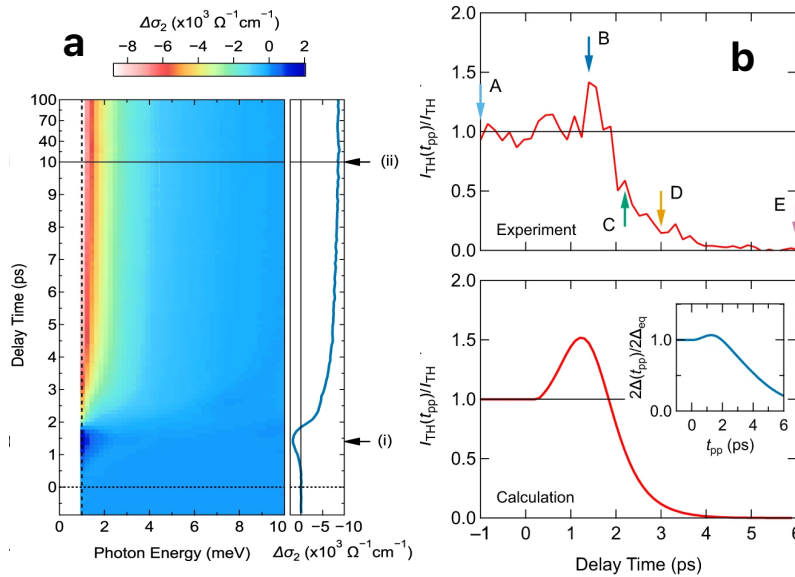 a
Δσ2 (x10³ Ω⁻¹cm⁻¹)
−8 −6 −4 −2 0 2
100
70
40
10
9
8
7
6
5
4
3
2
1
0
Delay Time (ps)
(ii)
(i)
0 2 4 6 8 10
0 −5 −10
Photon Energy (meV)
Δσ2 (x10³ Ω⁻¹cm⁻¹)
b
2.0
1.5
1.0
0.5
0.0
I_TH(t_pp)/I_TH
A
B
C
D
E
Experiment
2.0
1.5
1.0
0.5
0.0
I_TH(t_pp)/I_TH
Calculation
2Δ(t_pp)/2Δ_eq
1.0
0.0
0 2 4 6
t_pp (ps)
−1 0 1 2 3 4 5 6
Delay Time (ps)